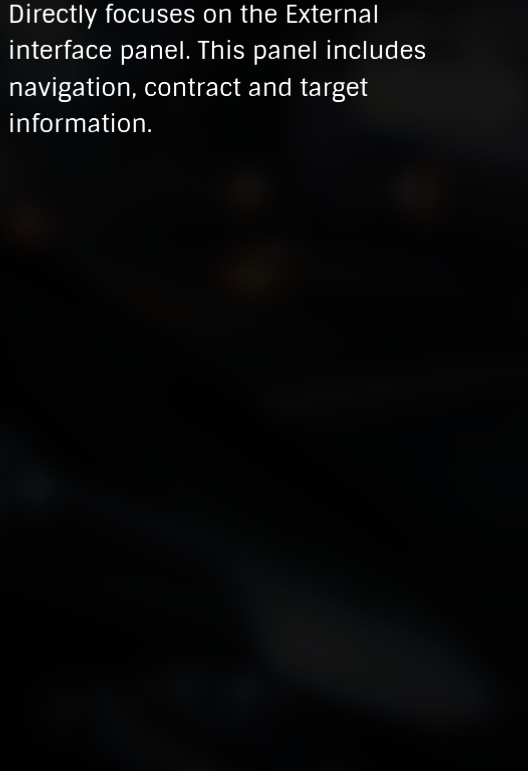 Directly focuses on the External
interface panel. This panel includes
navigation, contract and target
information.